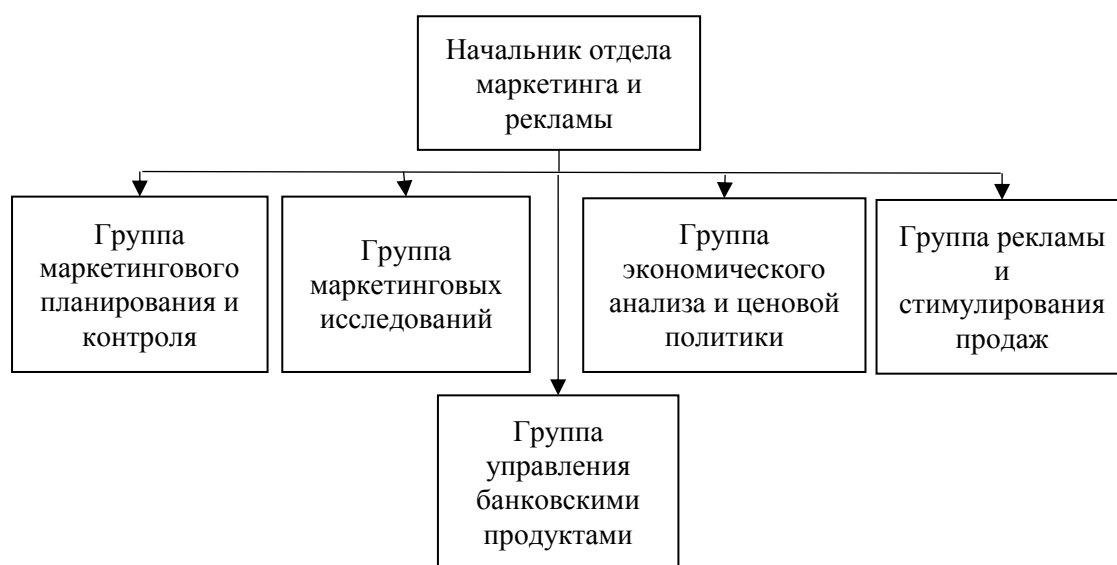 Начальник отдела
маркетинга и
рекламы
Группа
маркетингового
планирования и
контроля
Группа
маркетинговых
исследований
Группа
экономического
анализа и ценовой
политики
Группа рекламы
и
стимулирования
продаж
Группа
управления
банковскими
продуктами